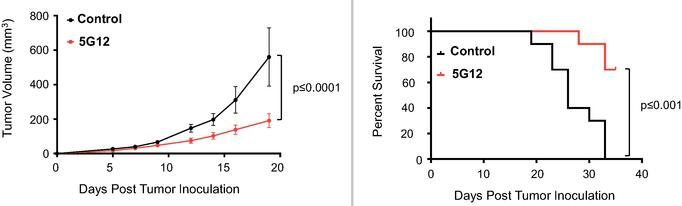 Tumor Volume (mm³)
800
600
400
200
0
Control
5G12
p≤0.0001
0 5 10 15 20
Days Post Tumor Inoculation
Percent Survival
100
80
60
40
20
0
Control
5G12
p≤0.001
0 10 20 30 40
Days Post Tumor Inoculation